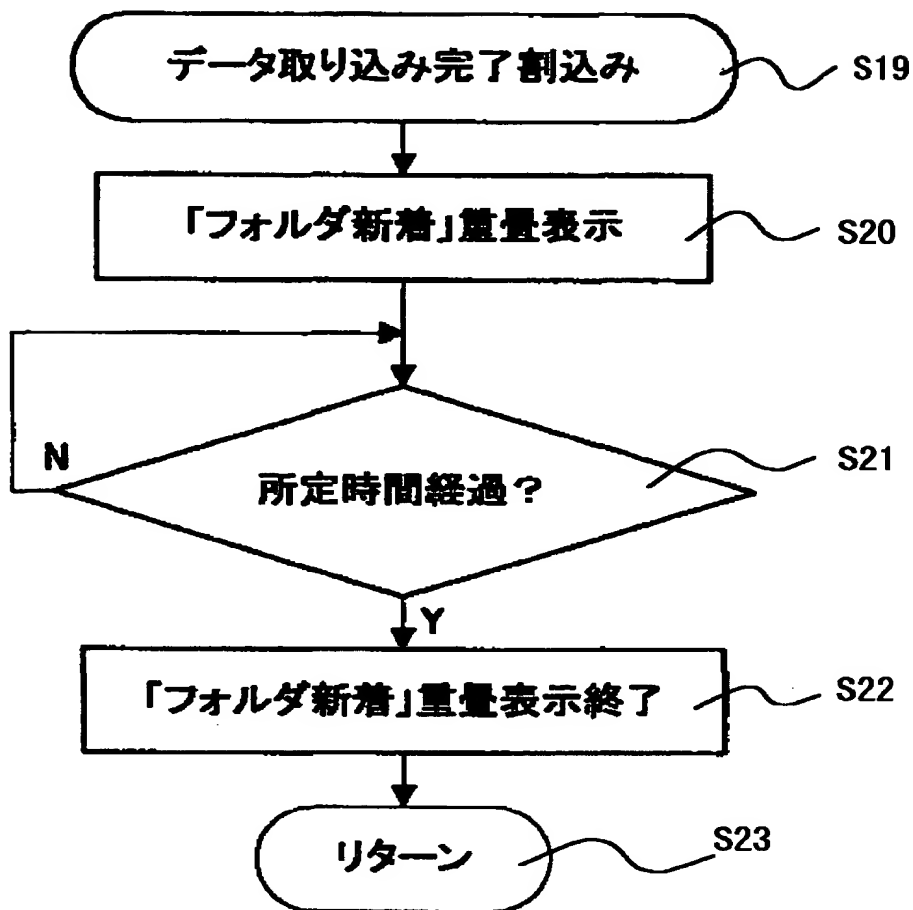 データ取り込み完了割込み
S19
「フォルダ新着」重畳表示
S20
N
所定時間経過？
S21
Y
「フォルダ新着」重畳表示終了
S22
リターン
S23